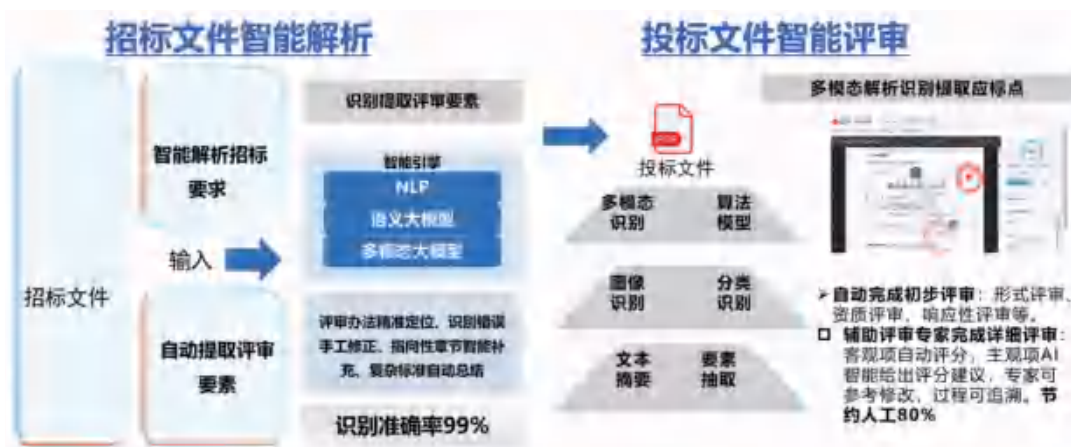 招标文件智能解析
招标文件
智能解析招标
要求
输入
自动提取评审
要素
识别提取评审要素
智能引擎
NLP
语义大模型
多模态大模型
评审办法精准定位、识别错误
手工修正、指向性章节智能补
充、复杂标准自动总结
识别准确率99%
投标文件智能评审
PDF
投标文件
多模态 算法
识别 模型
图像 分类
识别 识别
文本 要素
摘要 抽取
多模态解析识别提取应标点
自动完成初步评审：形式评审、
资质评审、响应性评审等。
辅助评审专家完成详细评审：
客观项自动评分，主观项AI
智能给出评分建议，专家可
参考修改，过程可追溯。节
约人工80%